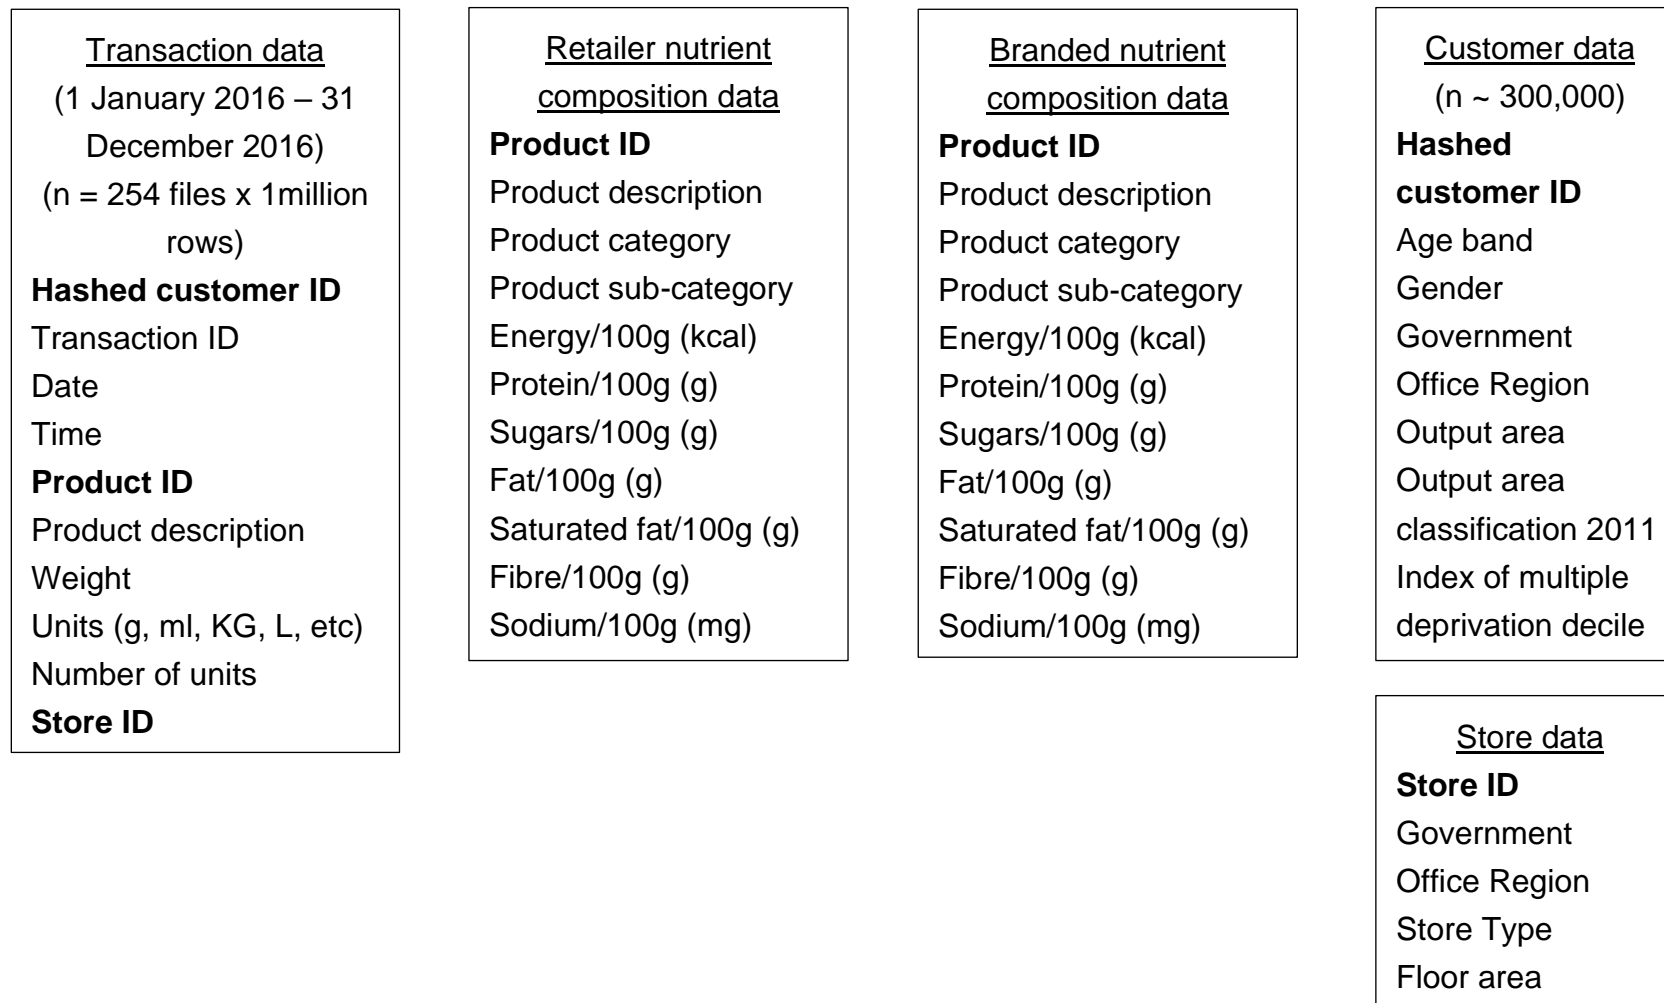 Transaction data
(1 January 2016 – 31
December 2016)
(n = 254 files x 1million
rows)
Hashed customer ID
Transaction ID
Date
Time
Product ID
Product description
Weight
Units (g, ml, KG, L, etc)
Number of units
Store ID
Retailer nutrient
composition data
Product ID
Product description
Product category
Product sub-category
Energy/100g (kcal)
Protein/100g (g)
Sugars/100g (g)
Fat/100g (g)
Saturated fat/100g (g)
Fibre/100g (g)
Sodium/100g (mg)
Branded nutrient
composition data
Product ID
Product description
Product category
Product sub-category
Energy/100g (kcal)
Protein/100g (g)
Sugars/100g (g)
Fat/100g (g)
Saturated fat/100g (g)
Fibre/100g (g)
Sodium/100g (mg)
Customer data
(n ~ 300,000)
Hashed
customer ID
Age band
Gender
Government
Office Region
Output area
Output area
classification 2011
Index of multiple
deprivation decile
Store data
Store ID
Government
Office Region
Store Type
Floor area